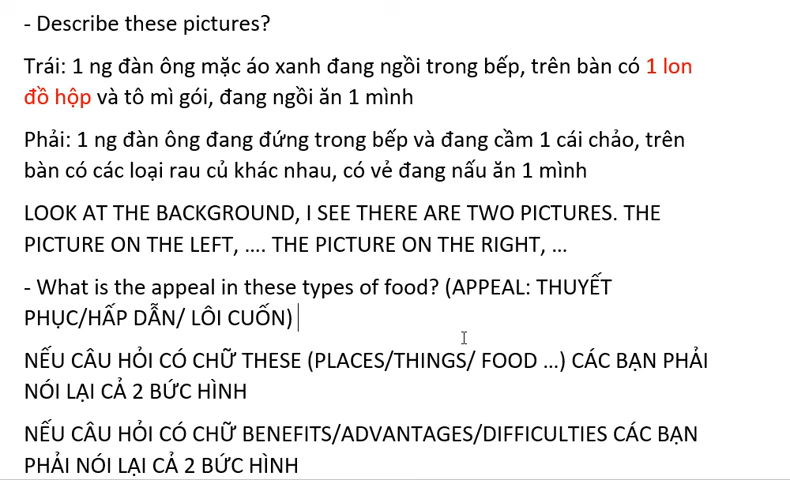 - Describe these pictures?
Trái: 1 ng đàn ông mặc áo xanh đang ngồi trong bếp, trên bàn có 1 lon
đồ hộp và tô mì gói, đang ngồi ăn 1 mình
Phải: 1 ng đàn ông đang đứng trong bếp và đang cầm 1 cái chảo, trên
bàn có các loại rau củ khác nhau, có vẻ đang nấu ăn 1 mình
LOOK AT THE BACKGROUND, I SEE THERE ARE TWO PICTURES. THE
PICTURE ON THE LEFT, .... THE PICTURE ON THE RIGHT, ...
- What is the appeal in these types of food? (APPEAL: THUYẾT
PHỤC/HẤP DẪN/ LÔI CUỐN)
NẾU CÂU HỎI CÓ CHỮ THESE (PLACES/THINGS/ FOOD ...) CÁC BẠN PHẢI
NÓI LẠI CẢ 2 BỨC HÌNH
NẾU CÂU HỎI CÓ CHỮ BENEFITS/ADVANTAGES/DIFFICULTIES CÁC BẠN
PHẢI NÓI LẠI CẢ 2 BỨC HÌNH